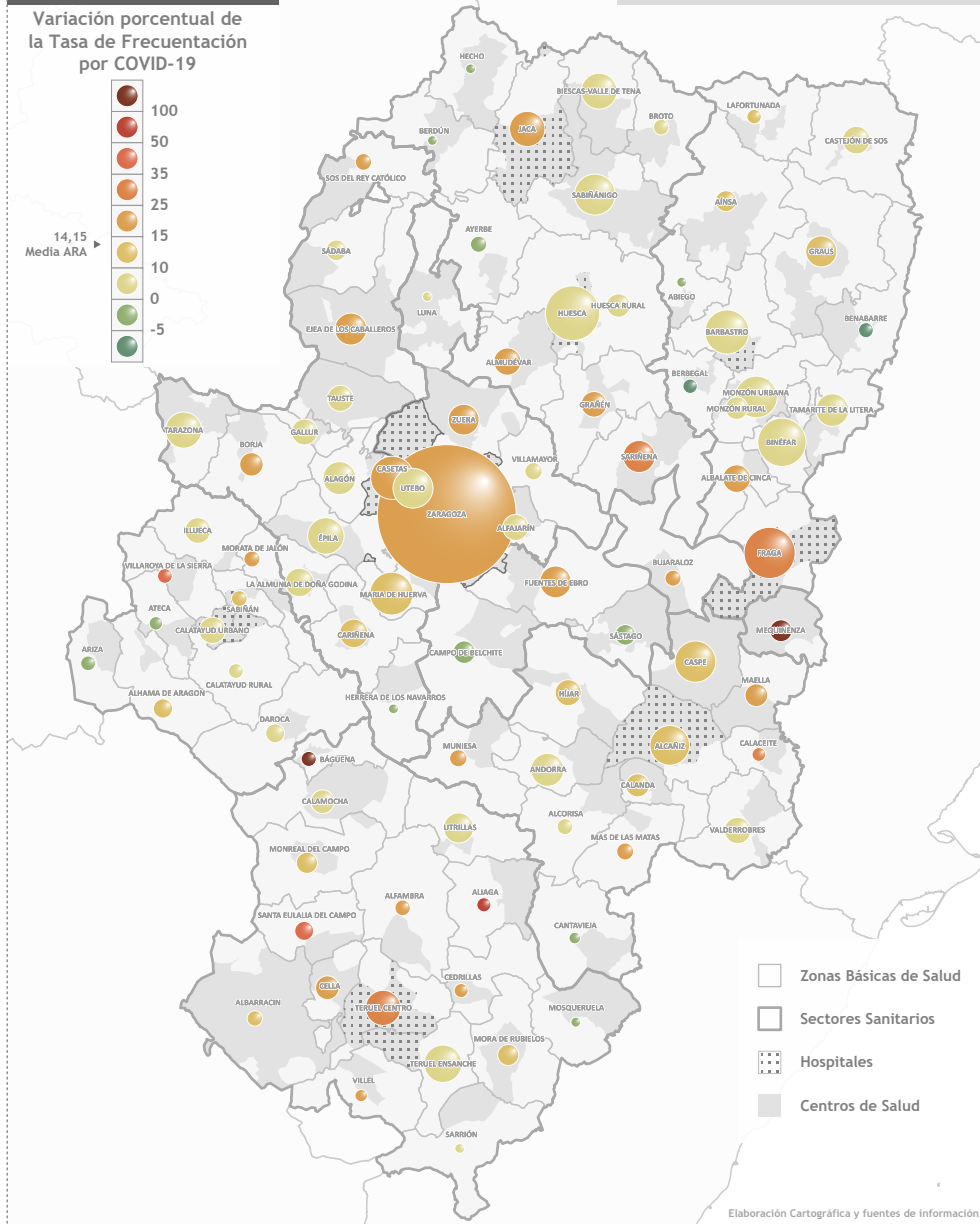 Variación porcentual de
la Tasa de Frecuentación
por COVID-19
100
50
35
25
15
10
0
-5
14,15
Media ARA
HECHO
BIESCAS-VALLE DE TENA
LAFORTUNADA
BROTO
BERDÚN
JACA
CASTEJÓN DE SOS
SOS DEL REY CATÓLICO
SABIÑÁNIGO
AÍNSA
AYERBE
SÁDABA
GRAUS
ABIEGO
LUNA
HUESCA
HUESCA RURAL
BENABARRE
EJEA DE LOS CABALLEROS
BARBASTRO
ALMUDÉVAR
BERBEGAL
MONZÓN URBANA
TAUSTE
GRAÑÉN
MONZÓN RURAL
TAMARITE DE LA LITERA
ZUERA
TARAZONA
GALLUR
BORJA
BINÉFAR
SARIÑENA
VILLAMAYOR
CASETAS
ALAGÓN
UTEBO
ALBALATE DE CINCA
ZARAGOZA
ALFAJARÍN
ILLUECA
ÉPILA
MORATA DE JALÓN
FRAGA
VILLAROYA DE LA SIERRA
BUJARALOZ
LA ALMUNIA DE DOÑA GODINA
FUENTES DE EBRO
MARIA DE HUERVA
ATECA
SABIÑÁN
CALATAYUD URBANO
CARIÑENA
SÁSTAGO
MEQUINENZA
ARIZA
CAMPO DE BELCHITE
CASPE
CALATAYUD RURAL
MAELLA
ALHAMA DE ARAGÓN
HERRERA DE LOS NAVARROS
HÍJAR
DAROCA
MUNIESA
ALCAÑIZ
CALACEITE
BÁGUENA
ANDORRA
CALANDA
CALAMOCHA
ALCORISA
UTRILLAS
VALDERROBRES
MAS DE LAS MATAS
MONREAL DEL CAMPO
ALIAGA
ALFAMBRA
SANTA EULALIA DEL CAMPO
CANTAVIEJA
CEDRILLAS
CELLA
ALBARRACIN
TERUEL CENTRO
MOSQUERUELA
MORA DE RUBIELOS
TERUEL ENSANCHE
VILLEL
SARRIÓN
Zonas Básicas de Salud
Sectores Sanitarios
Hospitales
Centros de Salud
Elaboración Cartográfica y fuentes de información